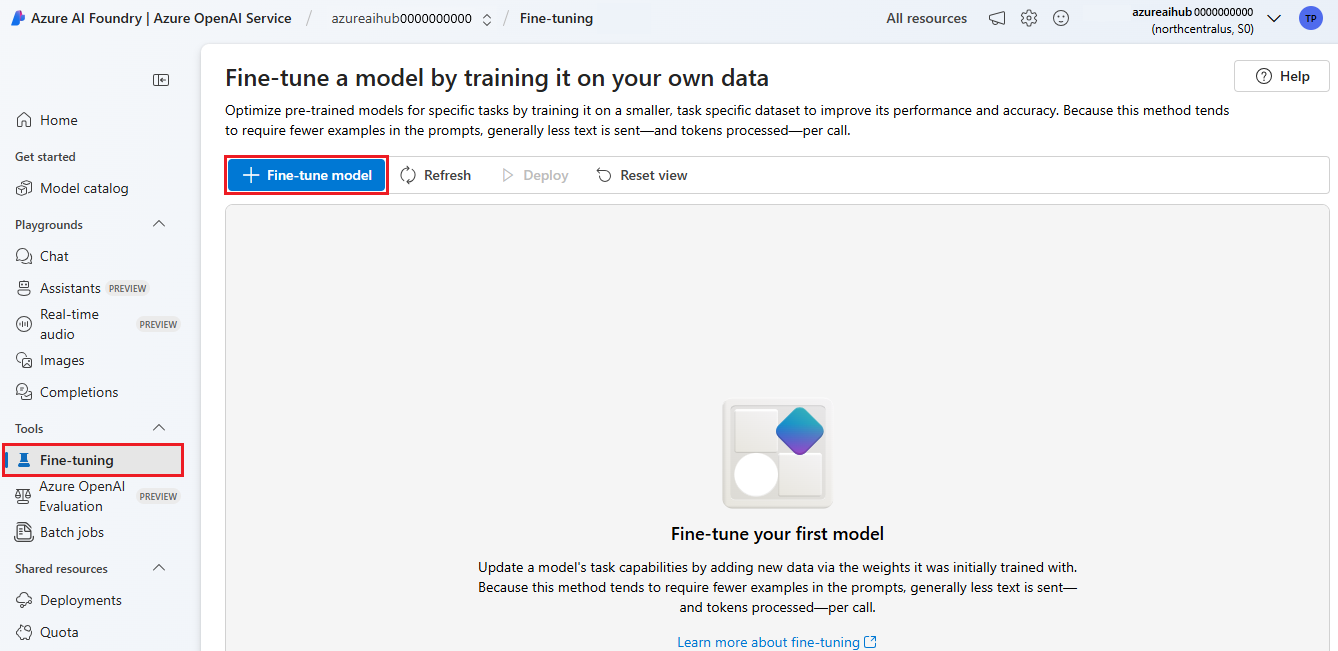 Azure AI Foundry | Azure OpenAI Service / azureaihub0000000000 / Fine-tuning
All resources
azureaihub0000000000
(northcentralus, S0)
TP
Home
Get started
Model catalog
Playgrounds
Chat
Assistants PREVIEW
Real-time
audio
PREVIEW
Images
Completions
Tools
Fine-tuning
Azure OpenAI
Evaluation
PREVIEW
Batch jobs
Shared resources
Deployments
Quota
Fine-tune a model by training it on your own data
Help
Optimize pre-trained models for specific tasks by training it on a smaller, task specific dataset to improve its performance and accuracy. Because this method tends
to require fewer examples in the prompts, generally less text is sent—and tokens processed—per call.
Fine-tune model Refresh Deploy Reset view
Fine-tune your first model
Update a model's task capabilities by adding new data via the weights it was initially trained with.
Because this method tends to require fewer examples in the prompts, generally less text is sent—
and tokens processed—per call.
Learn more about fine-tuning